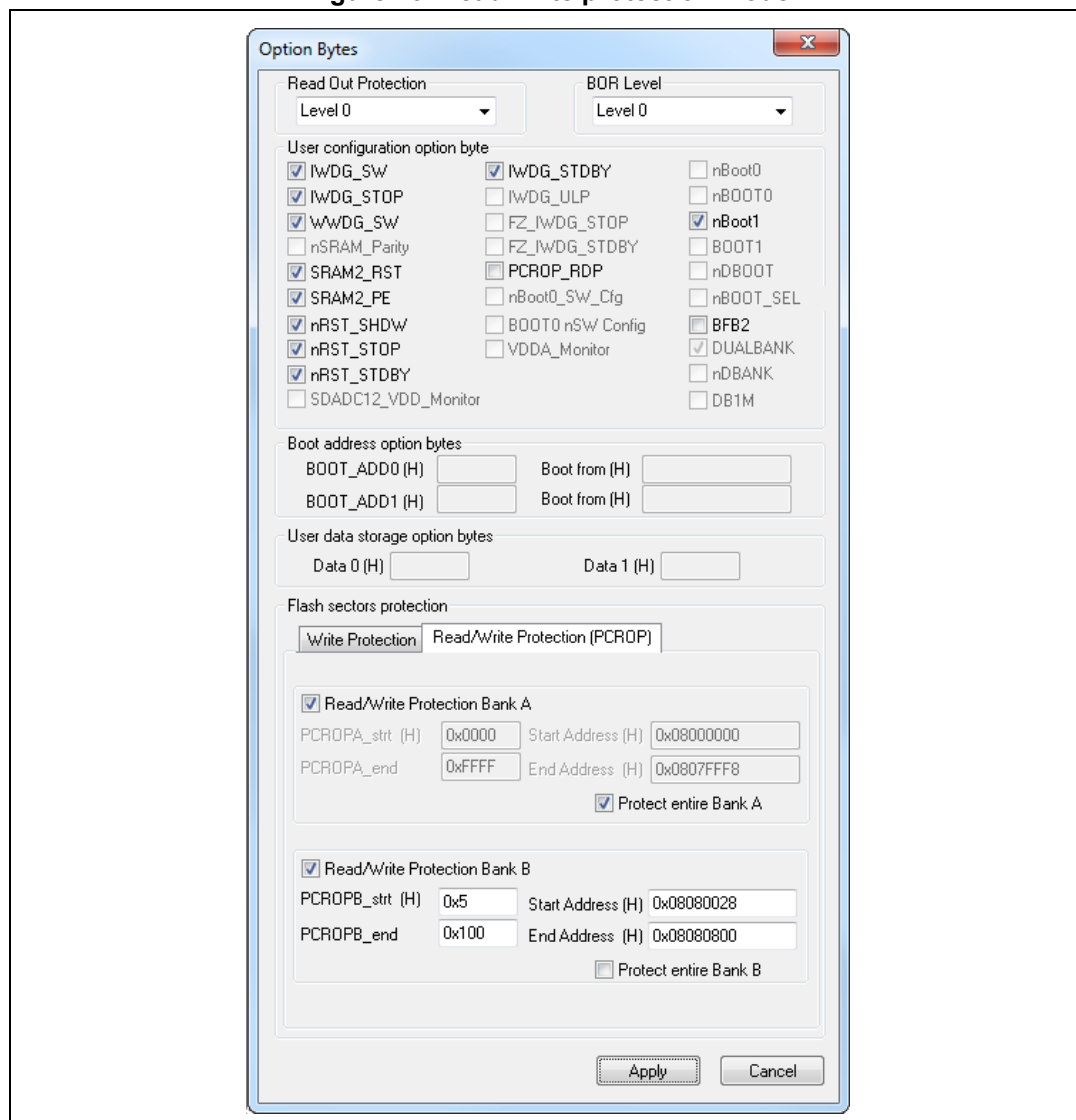 Option Bytes
Read Out Protection
BOR Level
Level 0
Level 0
User configuration option byte
IWDG_SW
IWDG_STDBY
nBoot0
IWDG_STOP
IWDG_ULP
nBOOT0
WWDG_SW
FZ_IWDG_STOP
nBoot1
nSRAM_Parity
FZ_IWDG_STDBY
BOOT1
SRAM2_RST
PCROP_RDP
nDBOOT
SRAM2_PE
nBoot0_SW_Cfg
nBOOT_SEL
nRST_SHDW
BOOT0 nSW Config
BFB2
nRST_STOP
VDDA_Monitor
DUALBANK
nRST_STDBY
nDBANK
SDADC12_VDD_Monitor
DB1M
Boot address option bytes
BOOT_ADD0 (H)
Boot from (H)
BOOT_ADD1 (H)
Boot from (H)
User data storage option bytes
Data 0 (H)
Data 1 (H)
Flash sectors protection
Write Protection
Read/Write Protection (PCROP)
Read/Write Protection Bank A
PCROPA_strt (H) 0x0000 Start Address (H) 0x08000000
PCROPA_end 0xFFFF End Address (H) 0x0807FFF8
Protect entire Bank A
Read/Write Protection Bank B
PCROPB_strt (H) 0x5 Start Address (H) 0x08080028
PCROPB_end 0x100 End Address (H) 0x08080800
Protect entire Bank B
Apply
Cancel